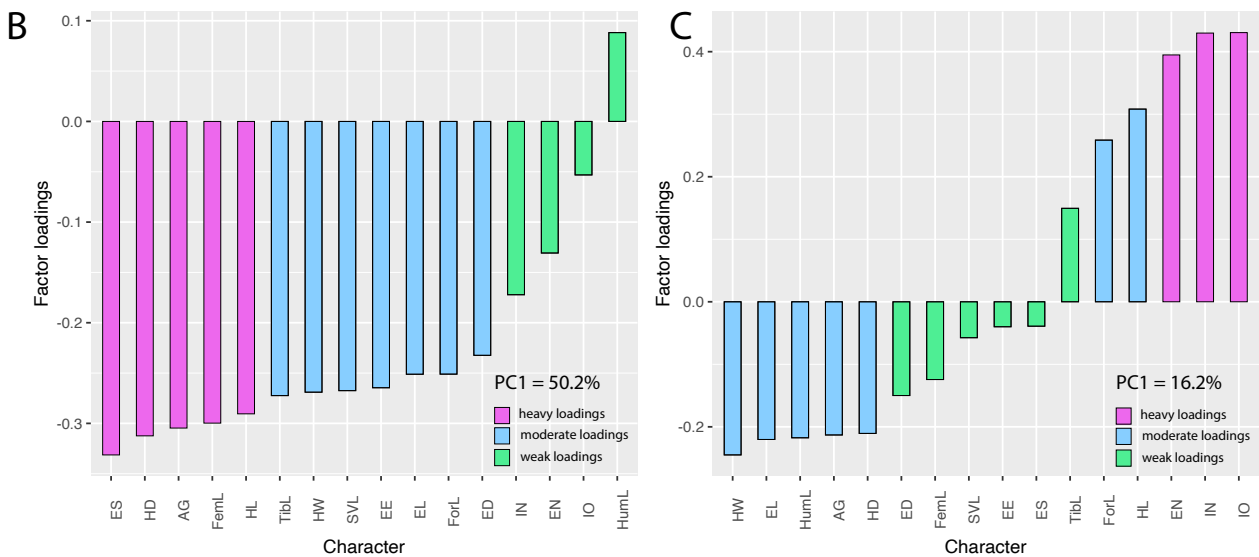 B
0.1
0.0
-0.1
-0.2
-0.3
Factor loadings
PC1 = 50.2%
heavy loadings
moderate loadings
weak loadings
ES
HD
AG
FemL
HL
TibL
HW
SVL
EE
EL
ForL
ED
IN
EN
IO
HumL
Character
C
0.4
0.2
0.0
-0.2
Factor loadings
PC1 = 16.2%
heavy loadings
moderate loadings
weak loadings
HW
EL
HumL
AG
HD
ED
FemL
SVL
EE
ES
TibL
ForL
HL
EN
IN
IO
Character